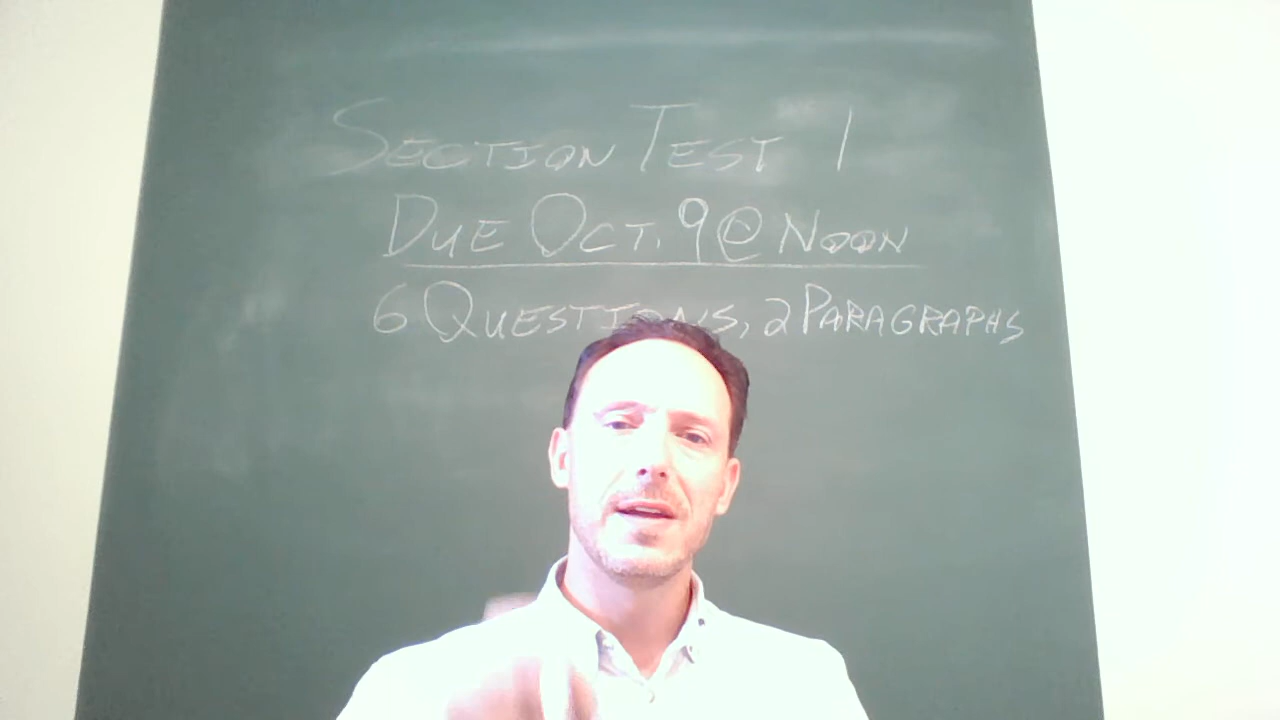 SECTION TEST 1
DUE OCT. 9 @ NOON
6 QUESTIONS, 2 PARAGRAPHS